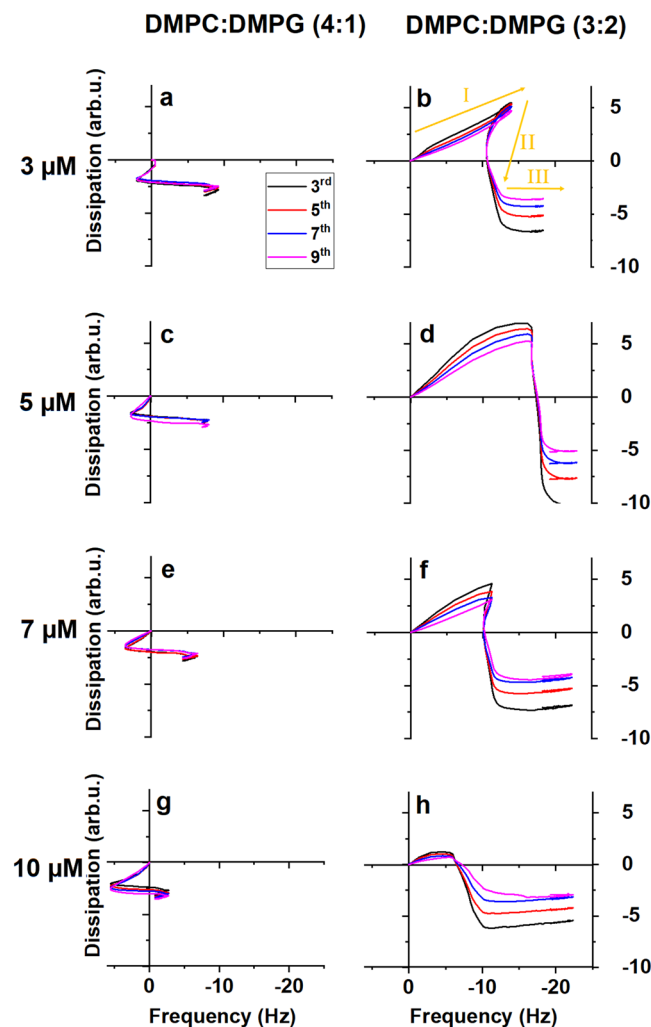 DMPC:DMPG (4:1) DMPC:DMPG (3:2)
a b
I
II
III
5
0
-5
-10
3 μM
Dissipation (arb.u.)
3rd
5th
7th
9th
c d
5
0
-5
-10
5 μM
Dissipation (arb.u.)
e f
5
0
-5
-10
7 μM
Dissipation (arb.u.)
g h
5
0
-5
-10
10 μM
Dissipation (arb.u.)
0 -10 -20 0 -10 -20
Frequency (Hz) Frequency (Hz)